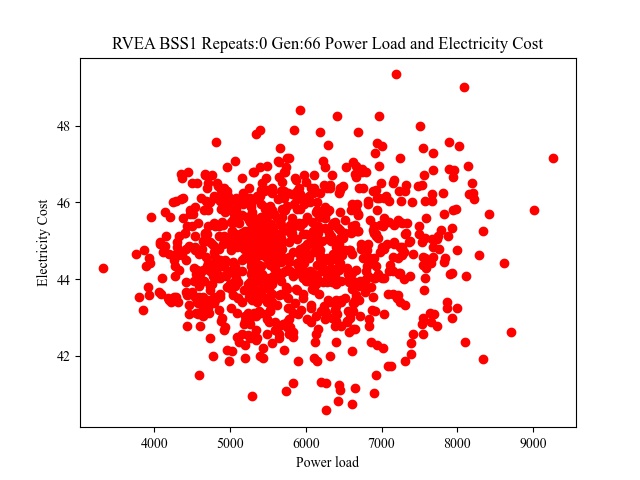 RVEA BSS1 Repeats:0 Gen:66 Power Load and Electricity Cost
Electricity Cost
48
46
44
42
4000 5000 6000 7000 8000 9000
Power load